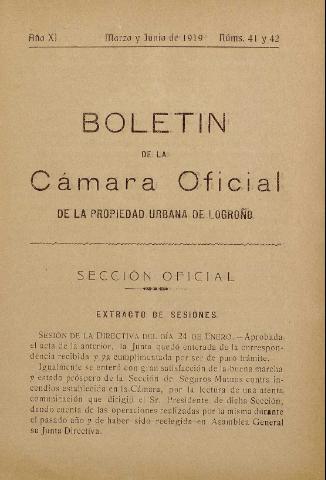 Año XI Marzo y Junio de 1919 Núms. 41 y 42
BOLETIN
DE LA
Cámara Oficial
DE LA PROPIEDAD URBANA DE LOGROÑO
SECCION OFICIAL
EXTRACTO DE SESIONES
SESIÓN DE LA DIRECTIVA DEL DÍA 24 DE ENERO.—Aprobada
el acta de la anterior, la Junta quedó enterada de la correspon-
dencia recibida y ya cumplimentada por ser de puro trámite.
Igualmente se enteró con gran satisfacción de la buena marcha
y estado próspero de la Sección de Seguros Mutuos contra in-
cendios establecida en la Cámara, por la lectura de una atenta
comunicación que dirigió el Sr. Presidente de dicha Sección,
dando cuenta de las operaciones realizadas por la misma durante
el pasado año y de haber sido reelegida en Asamblea General
su Junta Directiva.